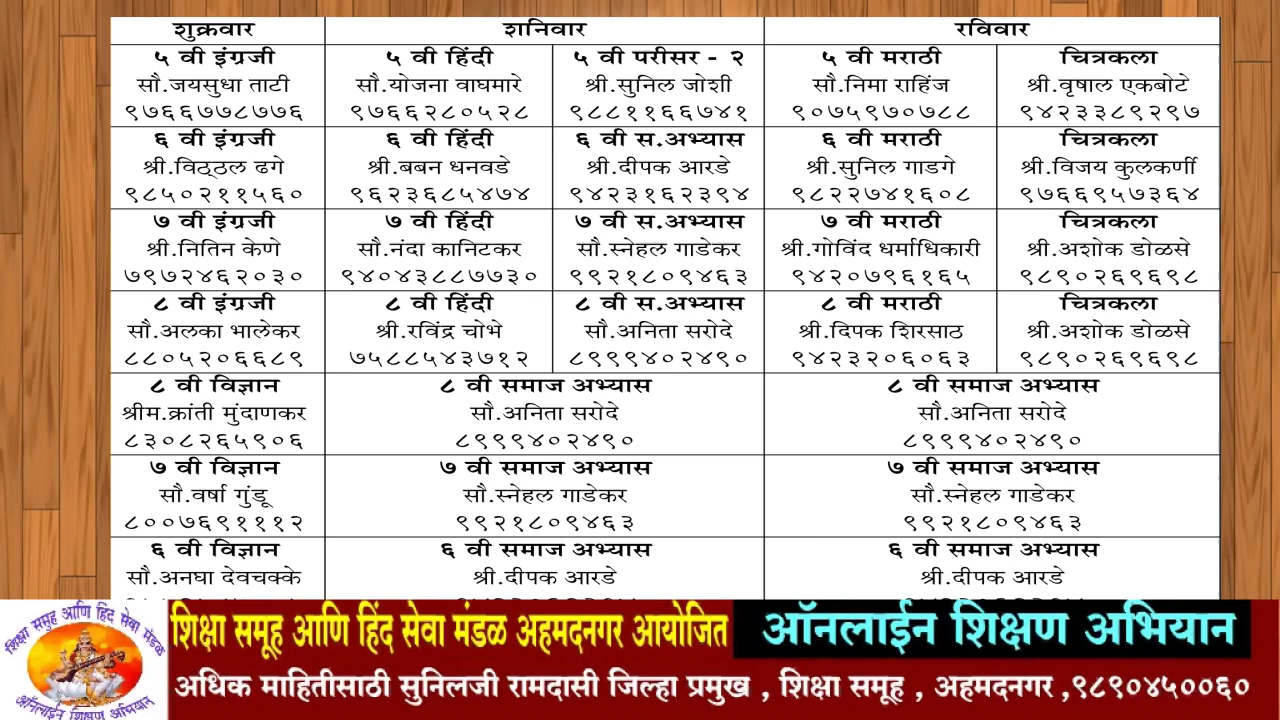 शुक्रवार शनिवार रविवार
५ वी इंग्रजी ५ वी हिंदी ५ वी परीसर - २ ५ वी मराठी चित्रकला
सौ.जयसुधा ताटी सौ.योजना वाघमारे श्री.सुनिल जोशी सौ.निमा राहिंज श्री.वृषाल एकबोटे
९७६६७७८७७६ ९७६६२८०५२८ ९८८११६६७४१ ९०७५९७०७८८ ९४२३३८९२९७
६ वी इंग्रजी ६ वी हिंदी ६ वी स.अभ्यास ६ वी मराठी चित्रकला
श्री.विठ्ठल ढगे श्री.बबन धनवडे श्री.दीपक आरडे श्री.सुनिल गाडगे श्री.विजय कुलकर्णी
९८५०२११५६० ९६२३६८५४७४ ९४२३१६२३९४ ९८२२७४१६०८ ९७६६९५७३६४
७ वी इंग्रजी ७ वी हिंदी ७ वी स.अभ्यास ७ वी मराठी चित्रकला
श्री.नितिन केणे सौ.नंदा कानिटकर सौ.स्नेहल गाडेकर श्री.गोविंद धर्माधिकारी श्री.अशोक डोळसे
७९७२४६२०३० ९४०४३८८७७३० ९९२१८०९४६३ ९४२०७९६१६५ ९८९०२६९६९८
८ वी इंग्रजी ८ वी हिंदी ८ वी स.अभ्यास ८ वी मराठी चित्रकला
सौ.अलका भालेकर श्री.रविंद्र चोभे सौ.अनिता सरोदे श्री.दिपक शिरसाठ श्री.अशोक डोळसे
८८०५२०६६८९ ७५८८५४३७१२ ८९९९४०२४९० ९४२३२०६०६३ ९८९०२६९६९८
८ वी विज्ञान ८ वी समाज अभ्यास ८ वी समाज अभ्यास
श्रीम.क्रांती मुंदाणकर सौ.अनिता सरोदे सौ.अनिता सरोदे
८३०८२६५९०६ ८९९९४०२४९० ८९९९४०२४९०
७ वी विज्ञान ७ वी समाज अभ्यास ७ वी समाज अभ्यास
सौ.वर्षा गुंडू सौ.स्नेहल गाडेकर सौ.स्नेहल गाडेकर
८००७६९१११२ ९९२१८०९४६३ ९९२१८०९४६३
६ वी विज्ञान ६ वी समाज अभ्यास ६ वी समाज अभ्यास
सौ.अनघा देवचक्के श्री.दीपक आरडे श्री.दीपक आरडे
शिक्षा समुह आणि हिंद सेवा मंडळ
ऑनलाईन शिक्षण अभियान
शिक्षा समूह आणि हिंद सेवा मंडळ अहमदनगर आयोजित ऑनलाईन शिक्षण अभियान
अधिक माहितीसाठी सुनिलजी रामदासी जिल्हा प्रमुख , शिक्षा समूह , अहमदनगर ,९८९०४५००६०